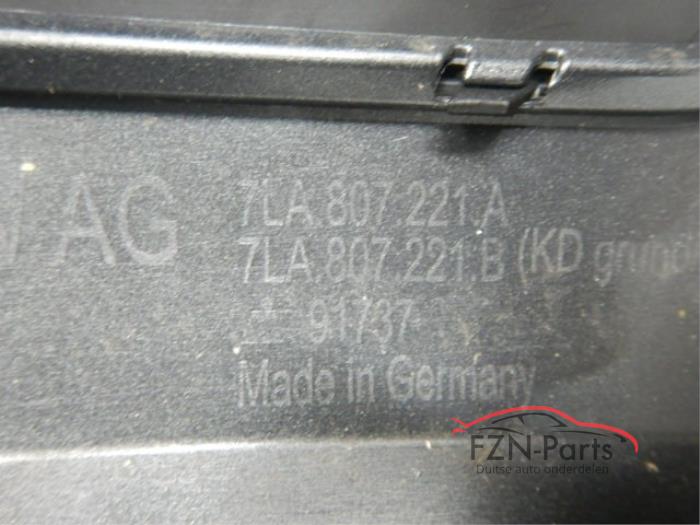 AG
7LA.807.221.A
7LA.807.221.B (KD
91737
Made in Germany
FZN-Parts
Duitse auto onderdelen